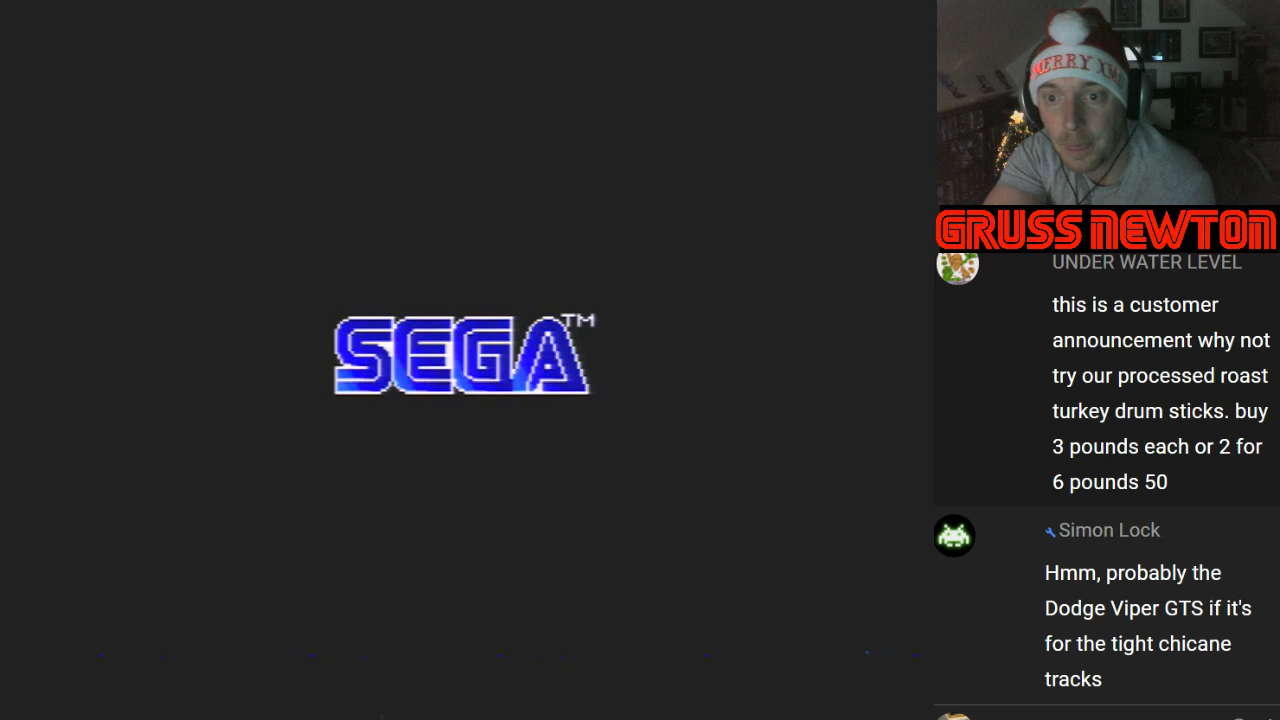 MERRY XM
SEGA™
GRUSS NEWTON
UNDER WATER LEVEL
this is a customer
announcement why not
try our processed roast
turkey drum sticks. buy
3 pounds each or 2 for
6 pounds 50
Simon Lock
Hmm, probably the
Dodge Viper GTS if it's
for the tight chicane
tracks